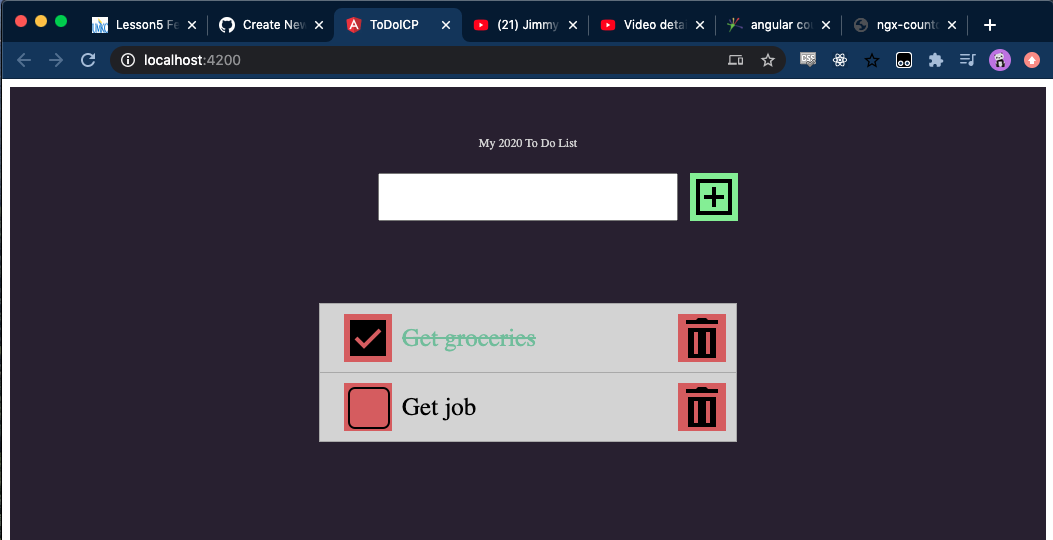 Lesson5 Fe
Create New
ToDoICP
(21) Jimmy
Video deta
angular co
ngx-count
localhost:4200
CSP
My 2020 To Do List
Get groceries
Get job